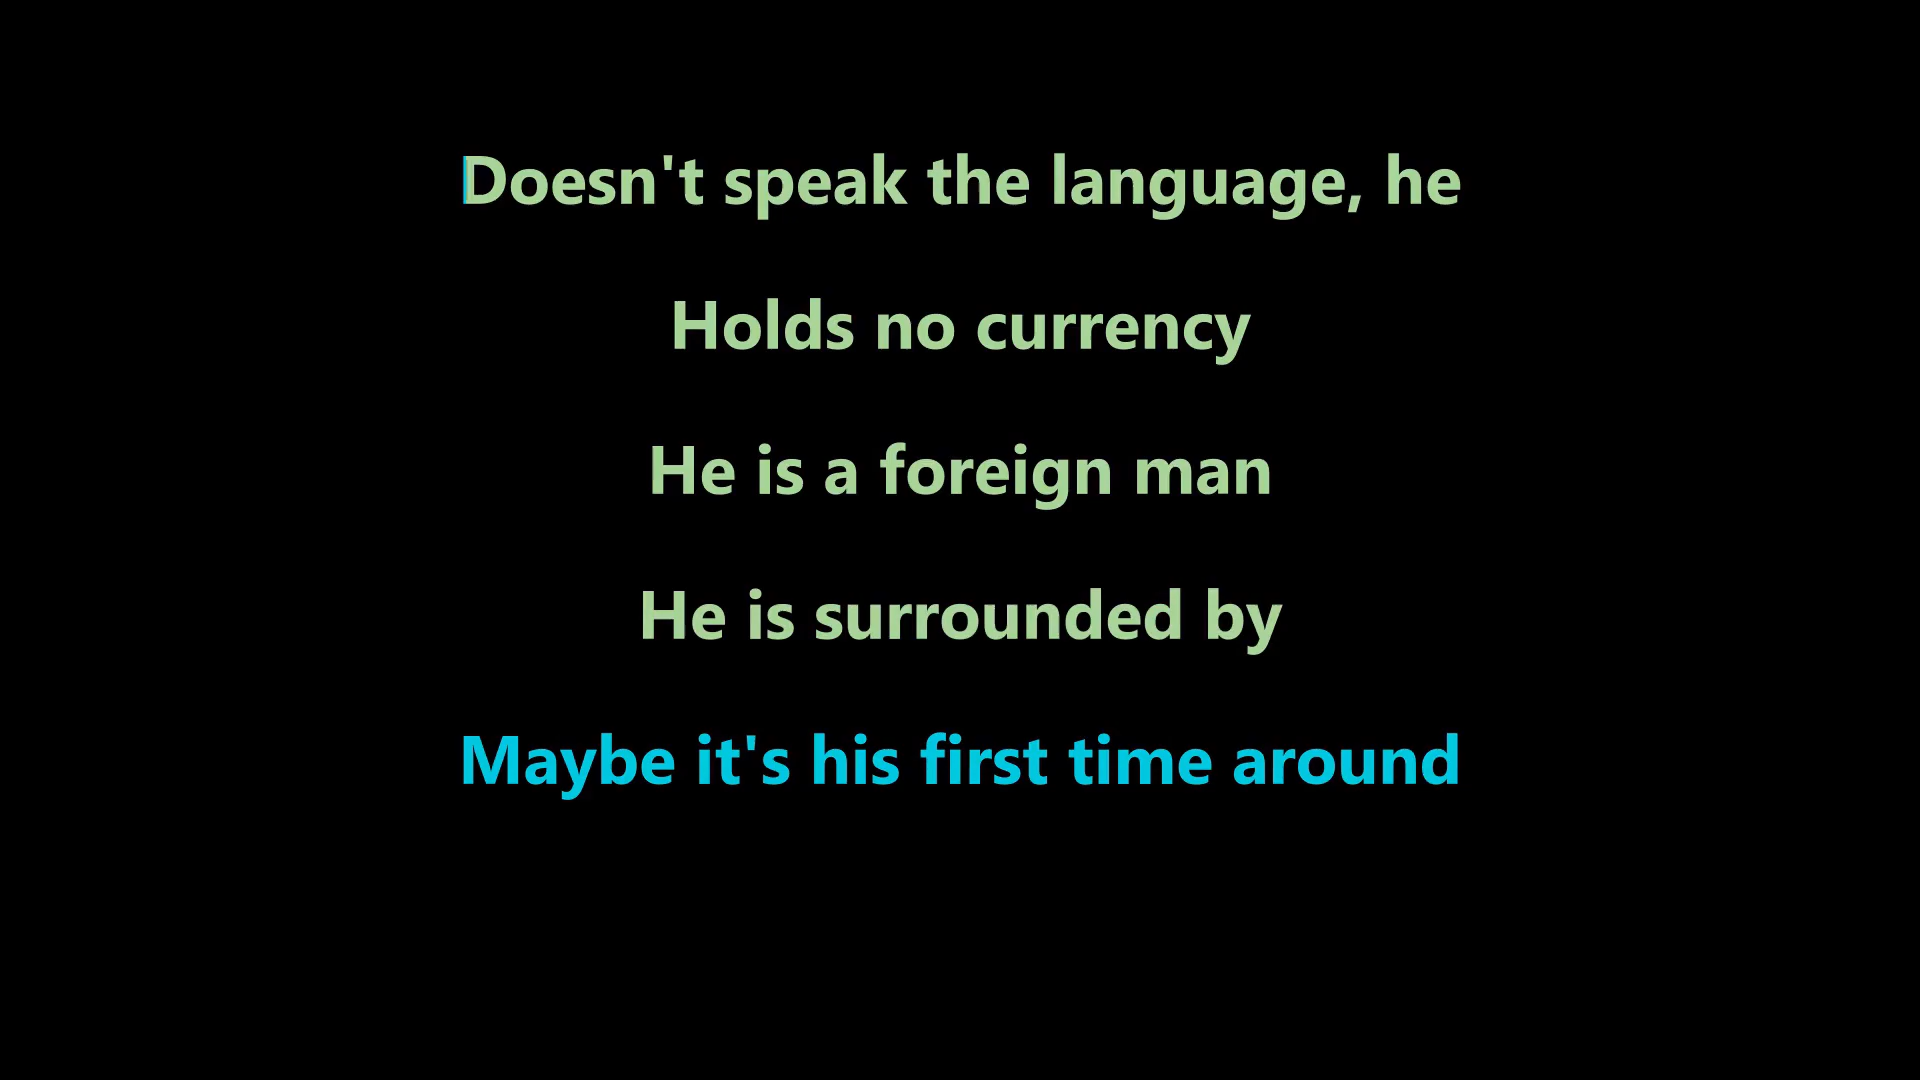 Doesn't speak the language, he
Holds no currency
He is a foreign man
He is surrounded by
Maybe it's his first time around